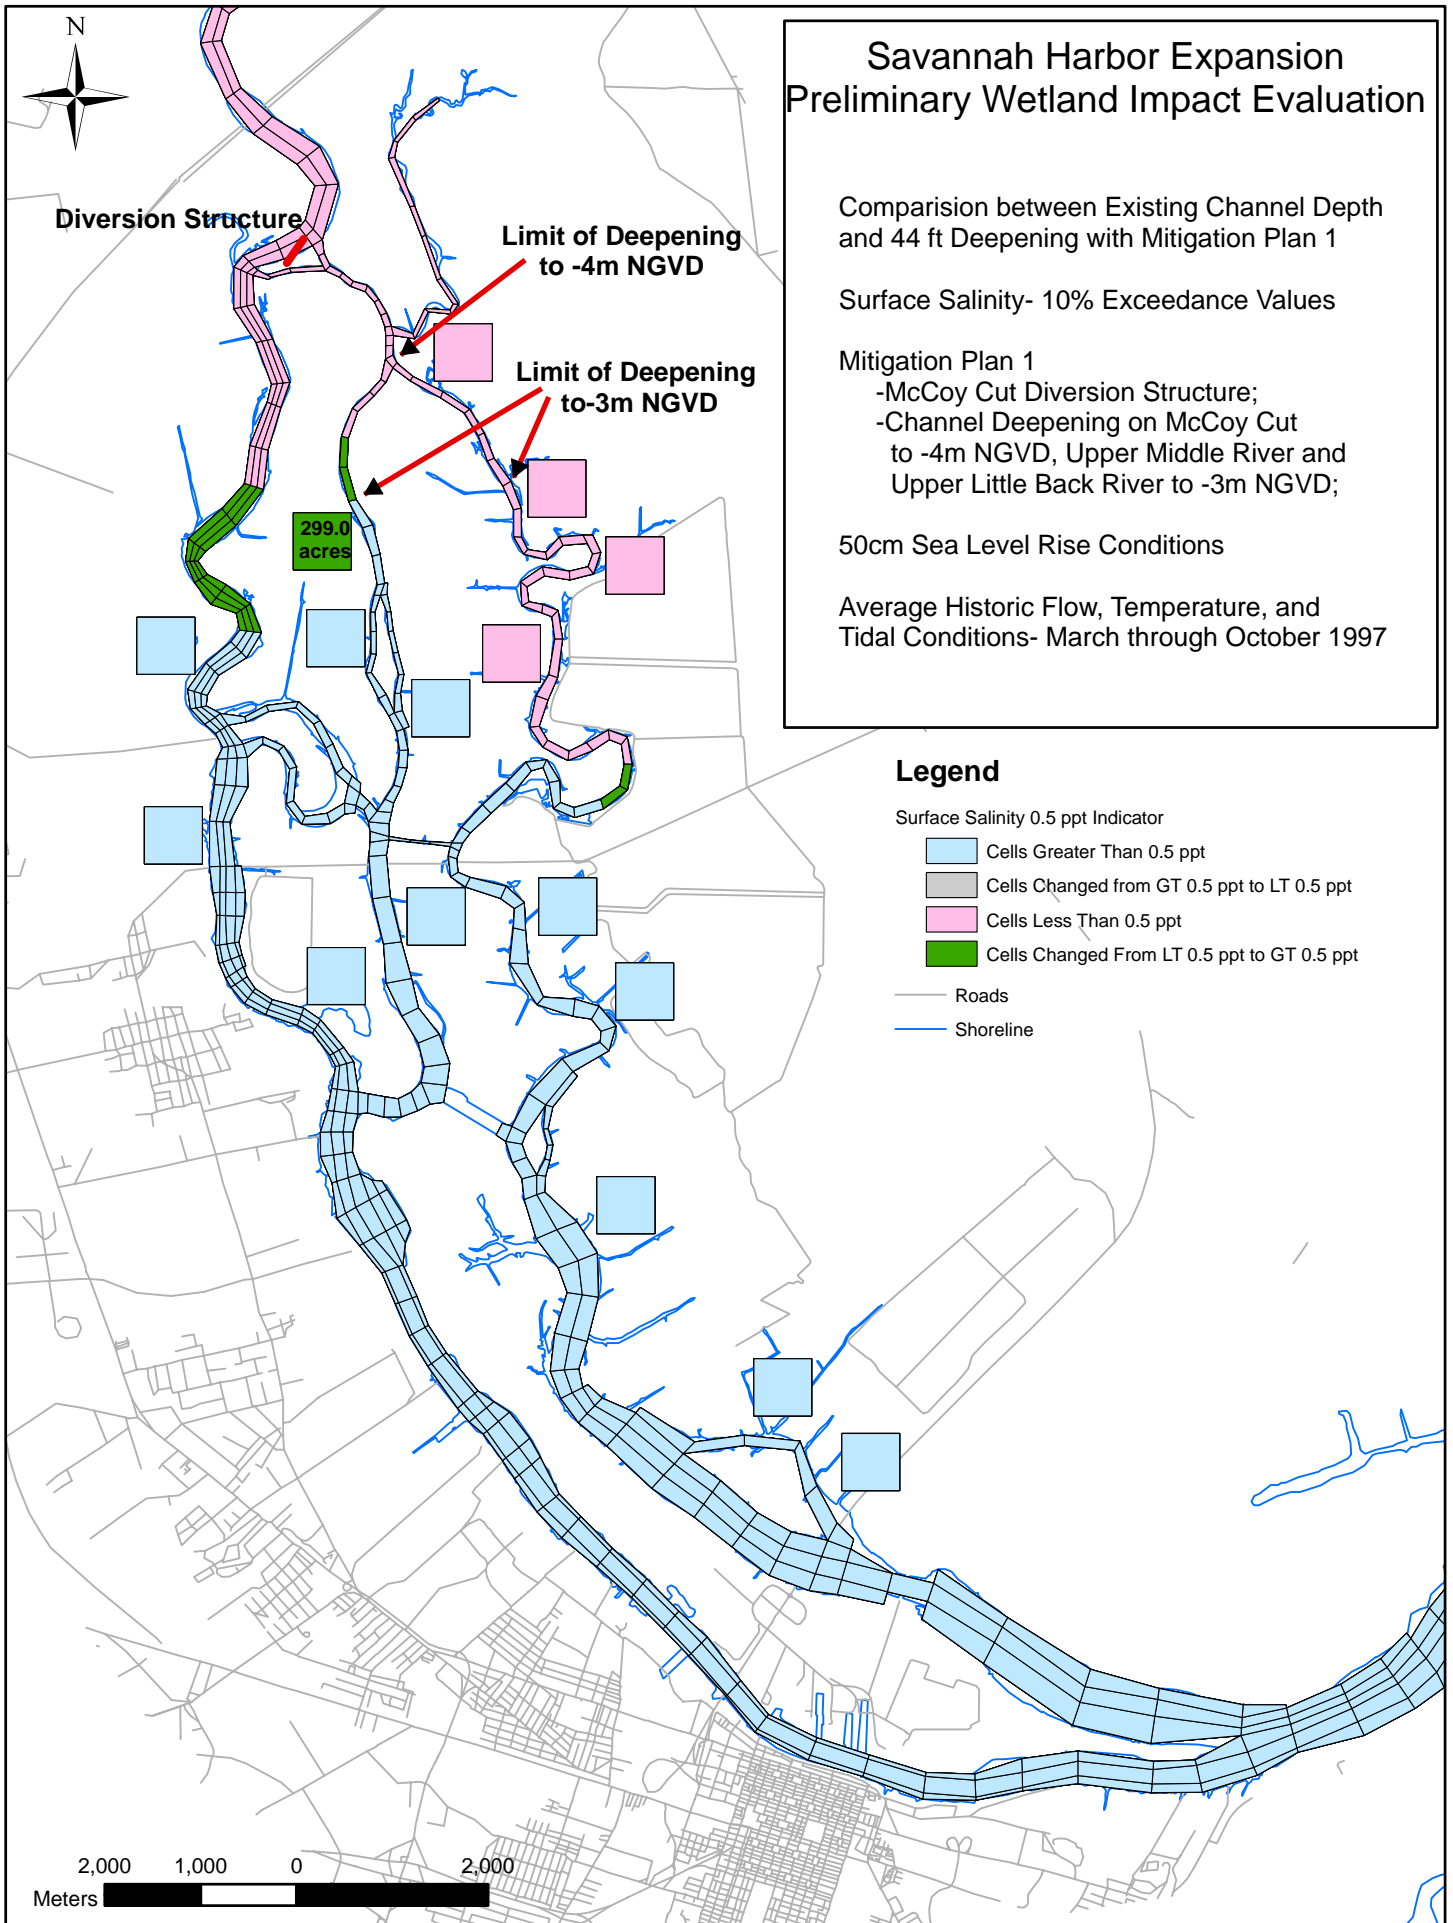 N
Savannah Harbor Expansion
Preliminary Wetland Impact Evaluation
Comparision between Existing Channel Depth
and 44 ft Deepening with Mitigation Plan 1
Surface Salinity- 10% Exceedance Values
Mitigation Plan 1
-McCoy Cut Diversion Structure;
-Channel Deepening on McCoy Cut
to -4m NGVD, Upper Middle River and
Upper Little Back River to -3m NGVD;
50cm Sea Level Rise Conditions
Average Historic Flow, Temperature, and
Tidal Conditions- March through October 1997
Diversion Structure
Limit of Deepening
to -4m NGVD
Limit of Deepening
to-3m NGVD
299.0
acres
Legend
Surface Salinity 0.5 ppt Indicator
Cells Greater Than 0.5 ppt
Cells Changed from GT 0.5 ppt to LT 0.5 ppt
Cells Less Than 0.5 ppt
Cells Changed From LT 0.5 ppt to GT 0.5 ppt
Roads
Shoreline
2,000 1,000 0 2,000
Meters